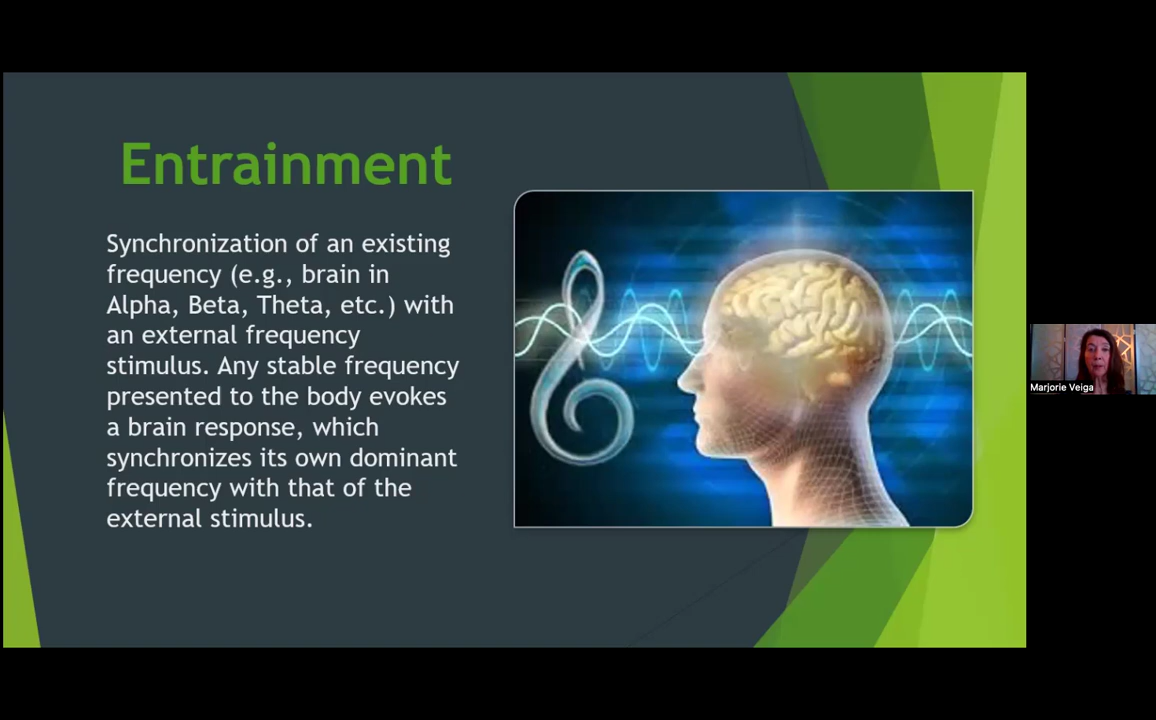 Entrainment
Synchronization of an existing
frequency (e.g., brain in
Alpha, Beta, Theta, etc.) with
an external frequency
stimulus. Any stable frequency
presented to the body evokes
a brain response, which
synchronizes its own dominant
frequency with that of the
external stimulus.
Marjorie Veiga